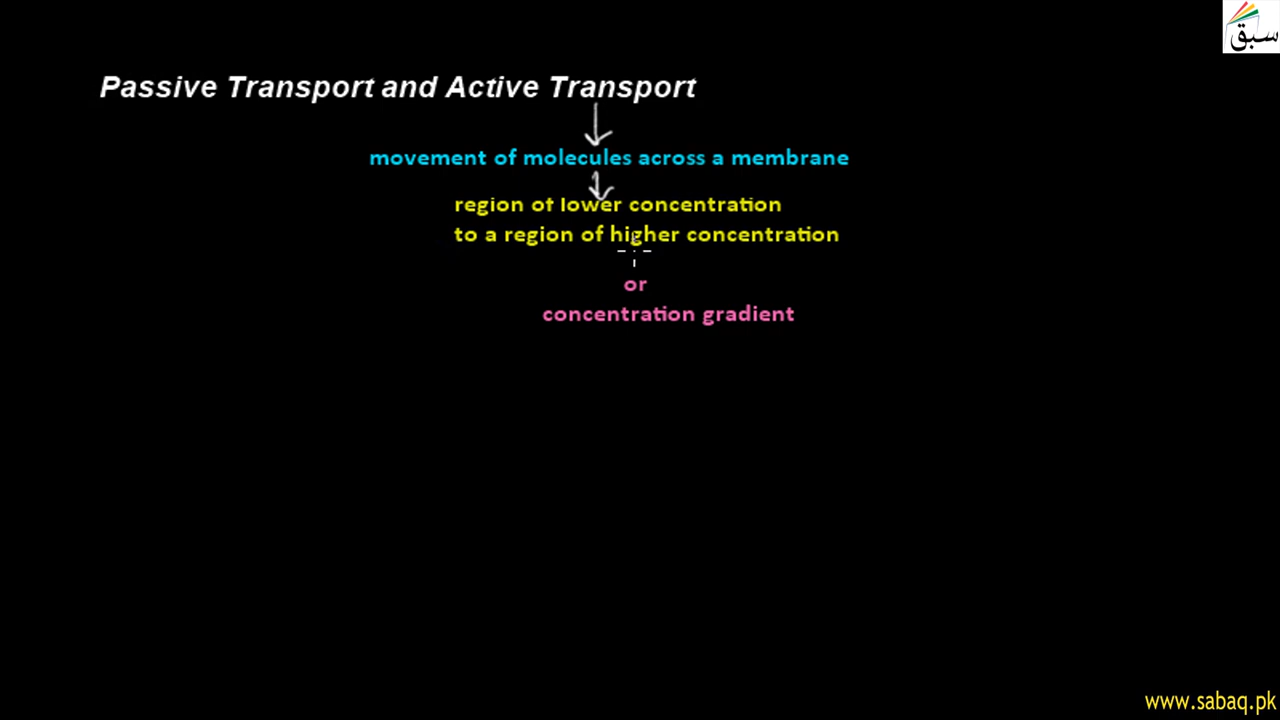 سبق
Passive Transport and Active Transport
movement of molecules across a membrane
region of lower concentration
to a region of higher concentration
or
concentration gradient
www.sabaq.pk